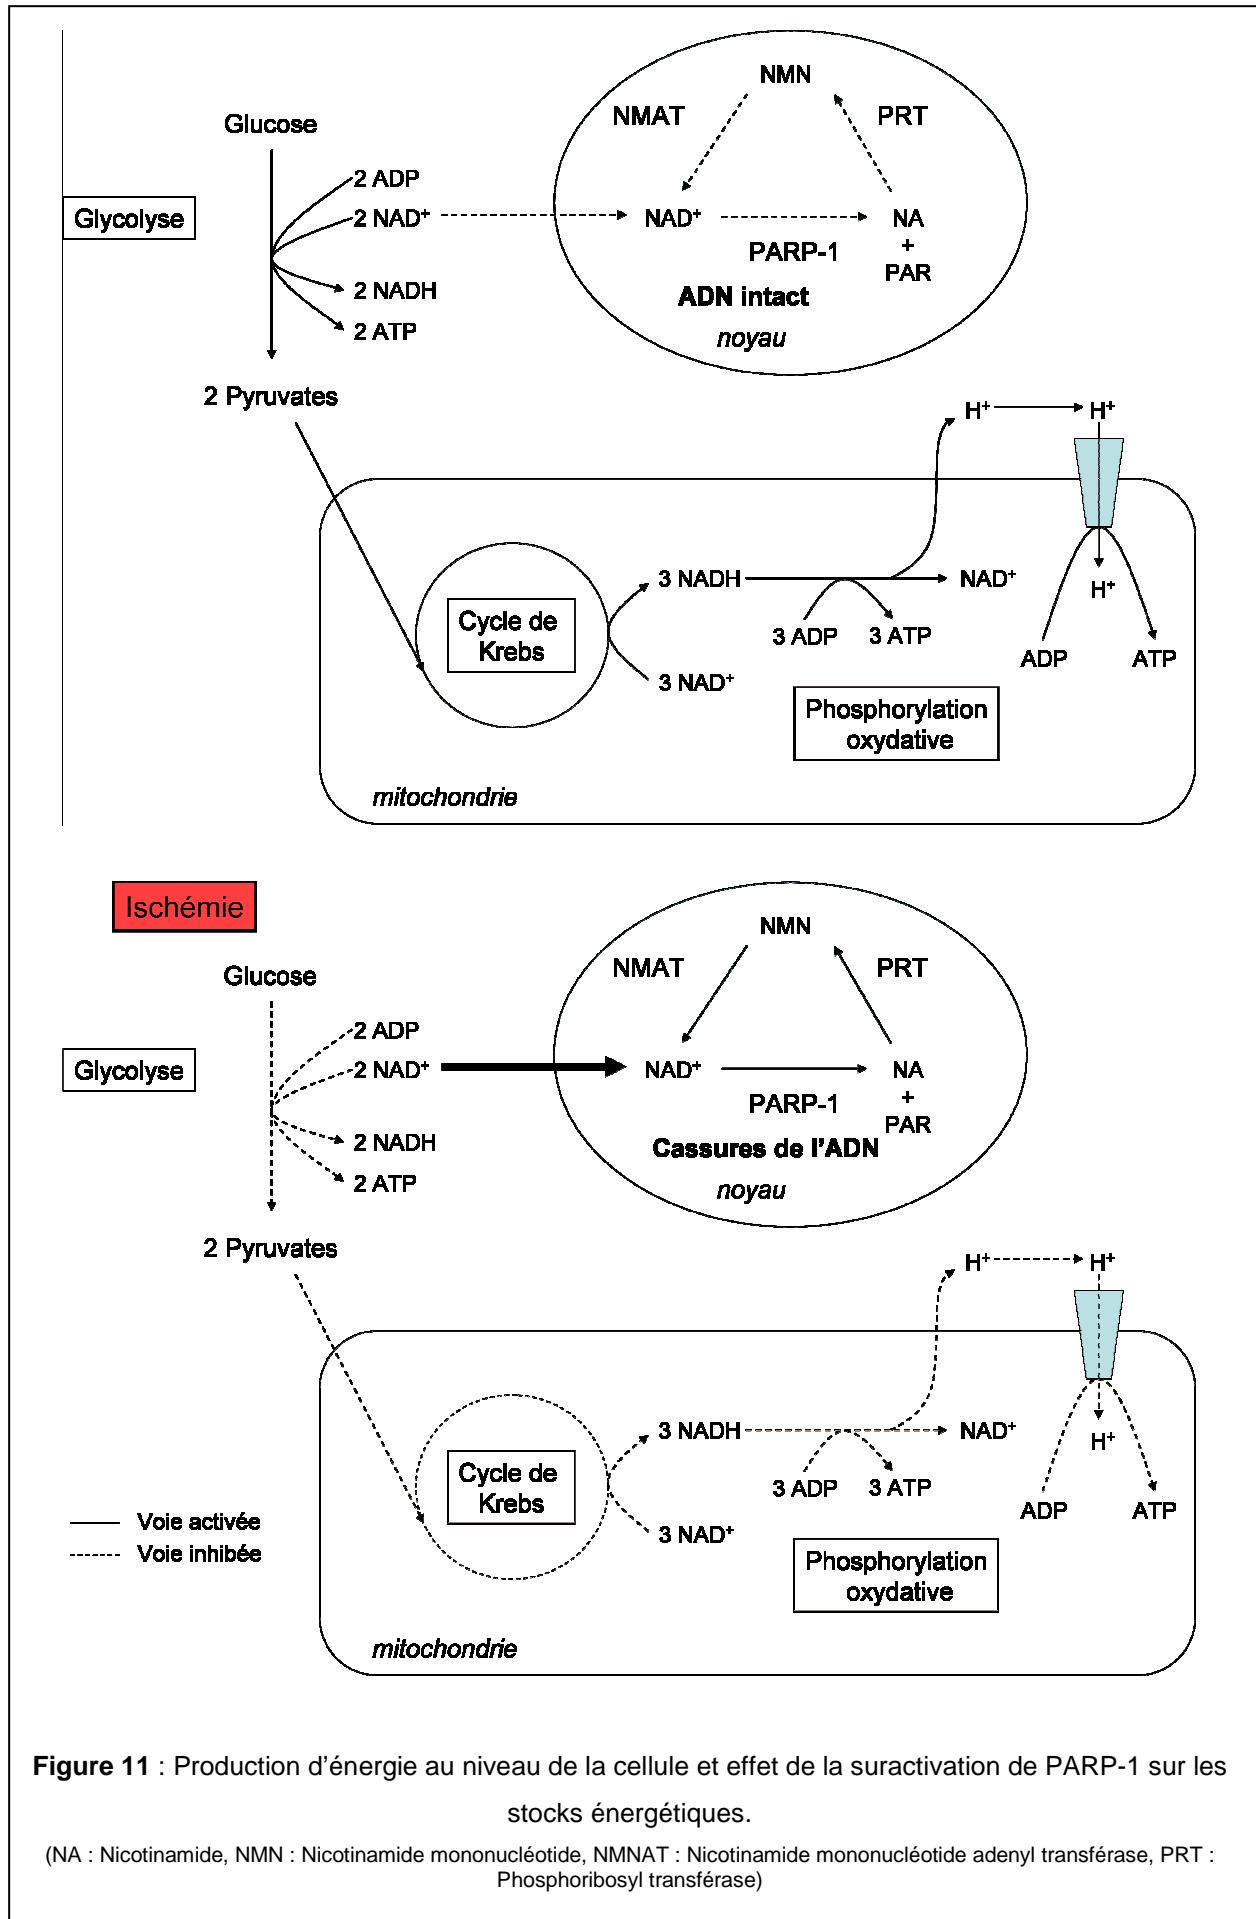 NMN
NMAT
PRT
Glucose
2 ADP
Glycolyse
2 NAD⁺
NAD⁺
NA
+
PAR
PARP-1
2 NADH
ADN intact
2 ATP
noyau
2 Pyruvates
H⁺
H⁺
3 NADH
NAD⁺
H⁺
Cycle de
Krebs
3 ADP
3 ATP
ADP
ATP
3 NAD⁺
Phosphorylation
oxydative
mitochondrie
Ischémie
NMN
NMAT
PRT
Glucose
2 ADP
Glycolyse
2 NAD⁺
NAD⁺
NA
+
PAR
PARP-1
2 NADH
Cassures de l'ADN
2 ATP
noyau
2 Pyruvates
H⁺
H⁺
3 NADH
NAD⁺
H⁺
Cycle de
Krebs
3 ADP
3 ATP
ADP
ATP
Voie activée
3 NAD⁺
Voie inhibée
Phosphorylation
oxydative
mitochondrie
Figure 11 : Production d'énergie au niveau de la cellule et effet de la suractivation de PARP-1 sur les
stocks énergétiques.
(NA : Nicotinamide, NMN : Nicotinamide mononucléotide, NMNAT : Nicotinamide mononucléotide adenyl transférase, PRT :
Phosphoribosyl transférase)